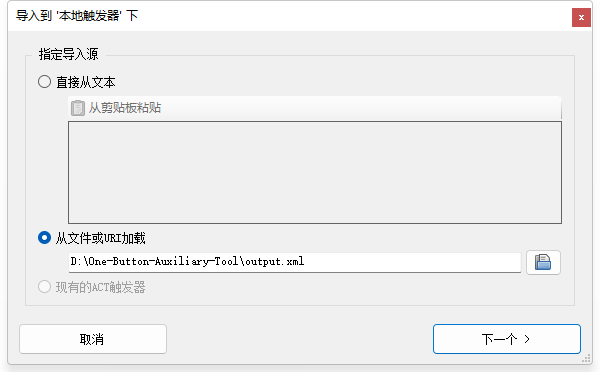 导入到 '本地触发器' 下
x
指定导入源
直接从文本
从剪贴板粘贴
从文件或URI加载
D:\One-Button-Auxiliary-Tool\output.xml
现有的ACT触发器
取消
下一个 >